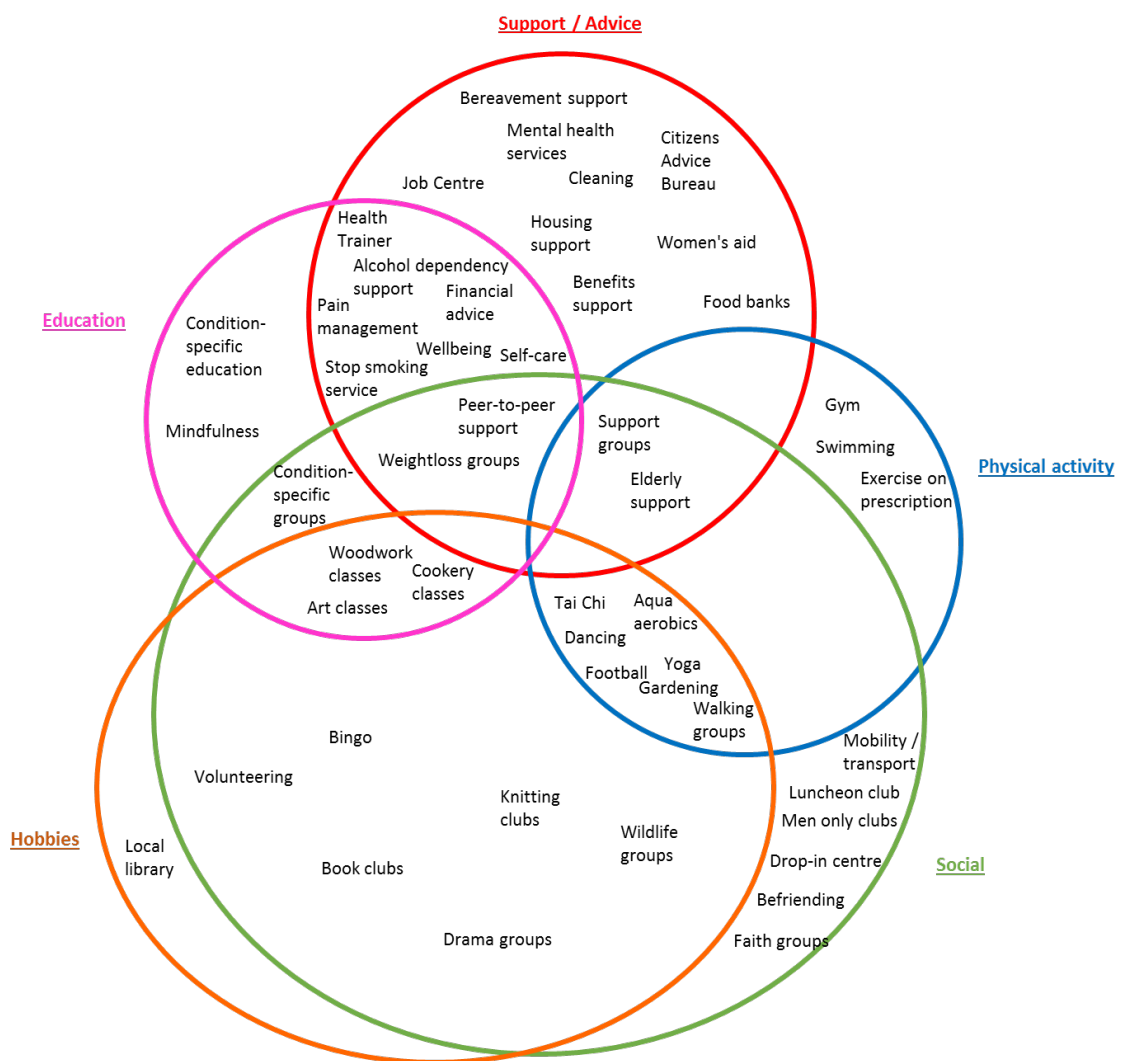 Support / Advice
Bereavement support
Mental health
services
Citizens
Advice
Bureau
Job Centre
Cleaning
Health
Trainer
Housing
support
Women's aid
Alcohol dependency
support
Financial
advice
Benefits
support
Food banks
Pain
management
Education
Condition-
specific
education
Wellbeing
Self-care
Stop smoking
service
Mindfulness
Peer-to-peer
support
Support
groups
Gym
Swimming
Physical activity
Exercise on
prescription
Weightloss groups
Condition-
specific
groups
Elderly
support
Woodwork
classes
Cookery
classes
Art classes
Tai Chi
Aqua
aerobics
Dancing
Football
Yoga
Gardening
Walking
groups
Bingo
Mobility /
transport
Volunteering
Knitting
clubs
Luncheon club
Men only clubs
Wildlife
groups
Hobbies
Local
library
Book clubs
Drop-in centre
Social
Befriending
Drama groups
Faith groups